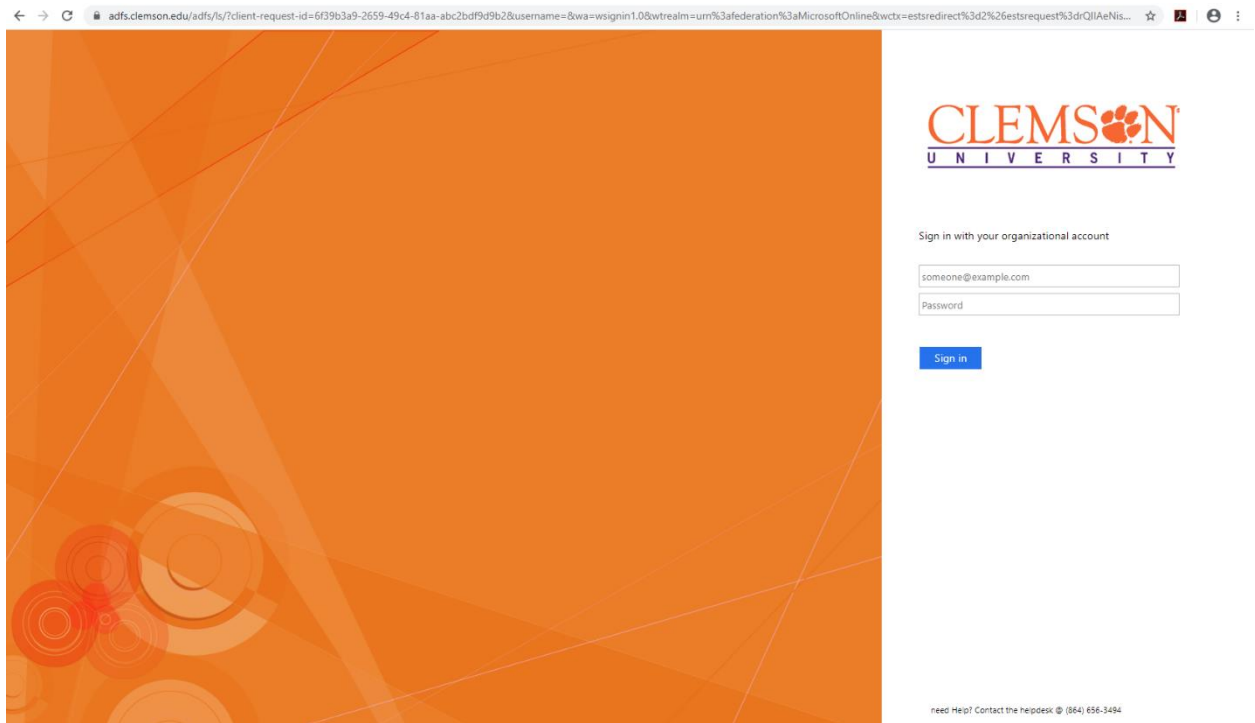 adfs.clemson.edu/adfs/ls/?client-request-id=6f39b3a9-2659-49c4-81aa-abc2bdf9d9b2&username=&wa=wsignin1.0&wtrealm=urn%3afederation%3aMicrosoftOnline&wctx=estsredirect%3d2%26estsrequest%3drQIIAeNis...
CLEMSON
UNIVERSITY
Sign in with your organizational account
someone@example.com
Password
Sign in
need Help? Contact the helpdesk @ (864) 656-3494